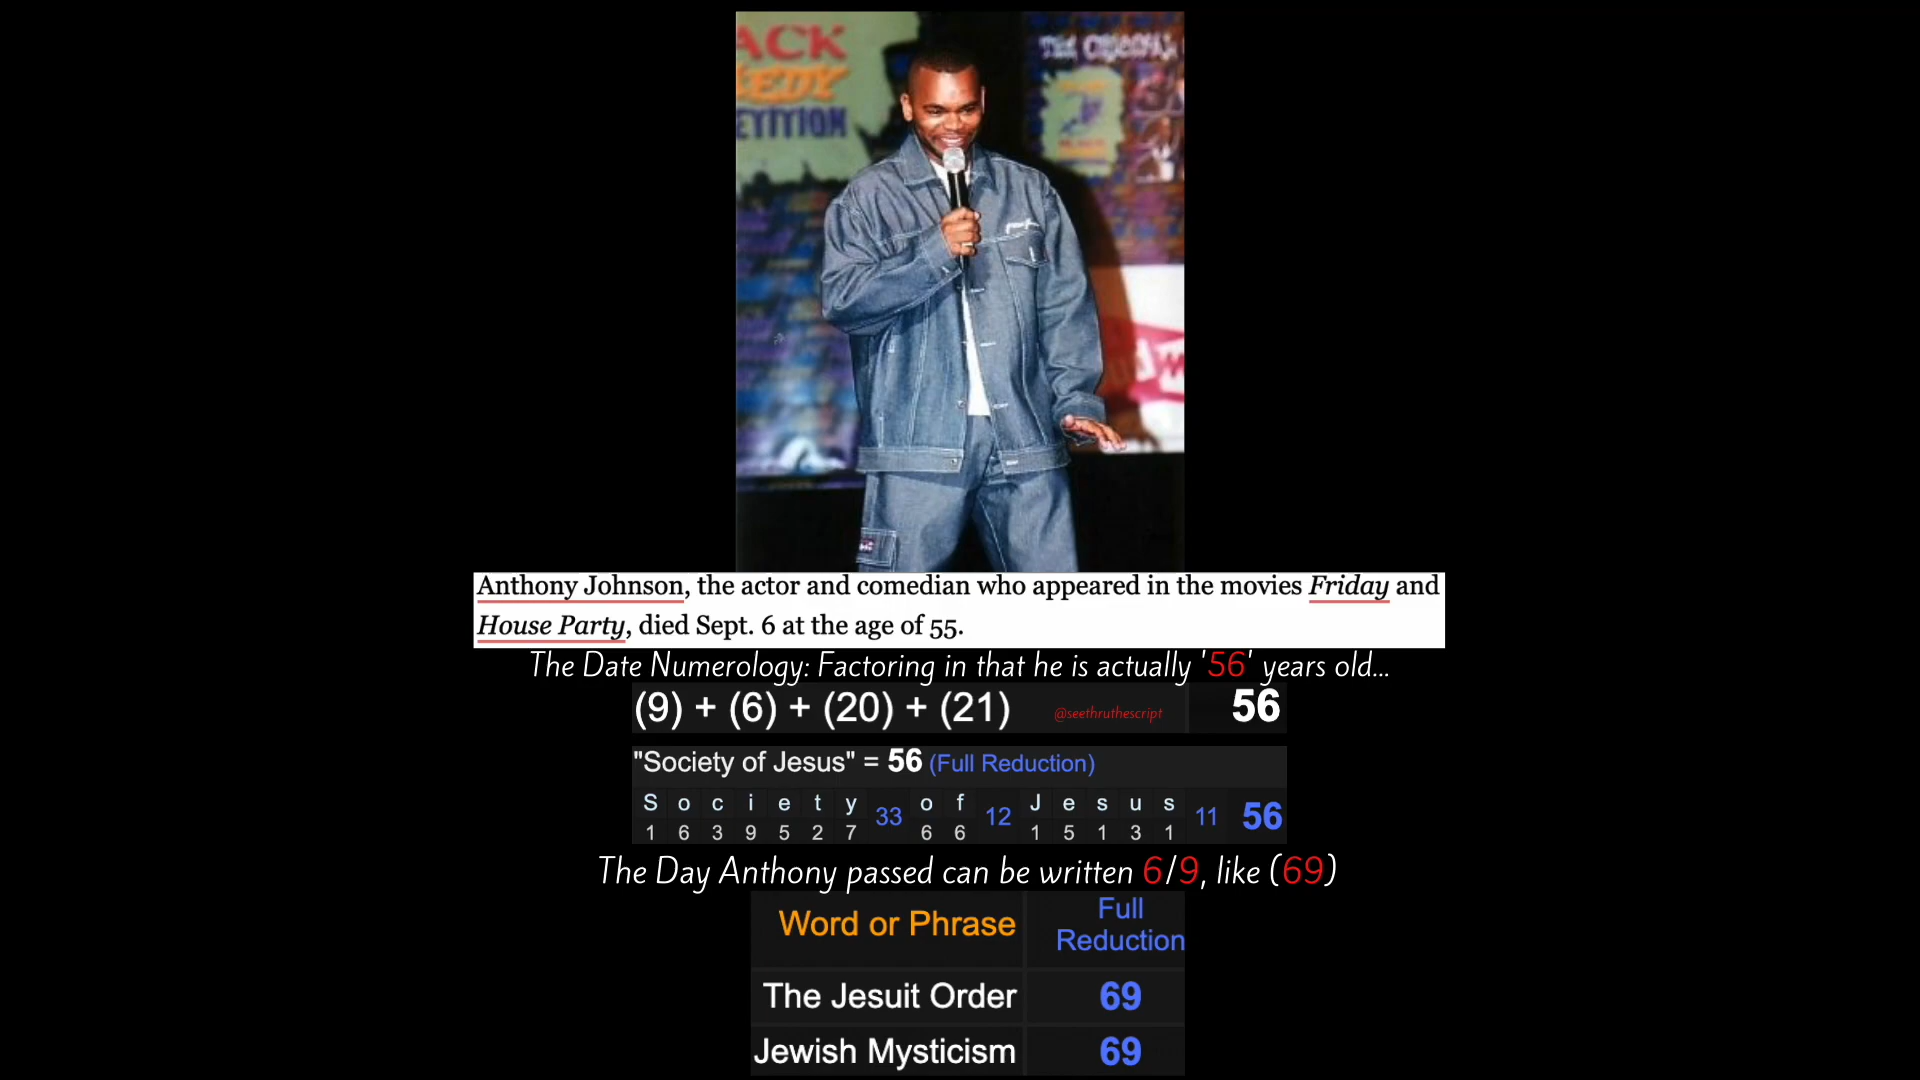 ACK
EDY
ETITION
Anthony Johnson, the actor and comedian who appeared in the movies Friday and
House Party, died Sept. 6 at the age of 55.
The Date Numerology: Factoring in that he is actually '56' years old...
(9) + (6) + (20) + (21) @seethruthescript 56
"Society of Jesus" = 56 (Full Reduction)
S o c i e t y 33 o f 12 J e s u s 11 56
1 6 3 9 5 2 7 6 6 1 5 1 3 1
The Day Anthony passed can be written 6/9, like (69)
Word or Phrase Full Reduction
The Jesuit Order 69
Jewish Mysticism 69